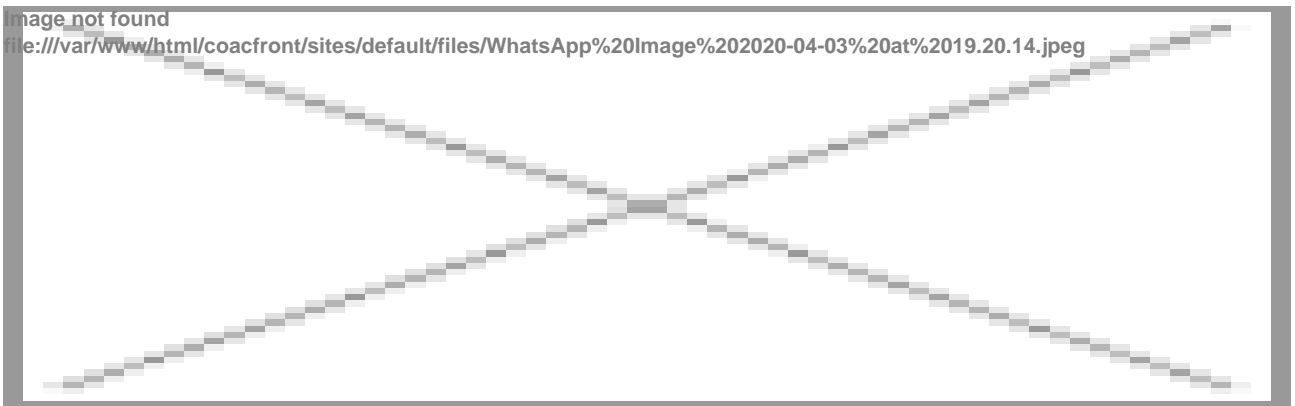 Image not found
file:///var/www/html/coacfront/sites/default/files/WhatsApp%20Image%202020-04-03%20at%2019.20.14.jpeg